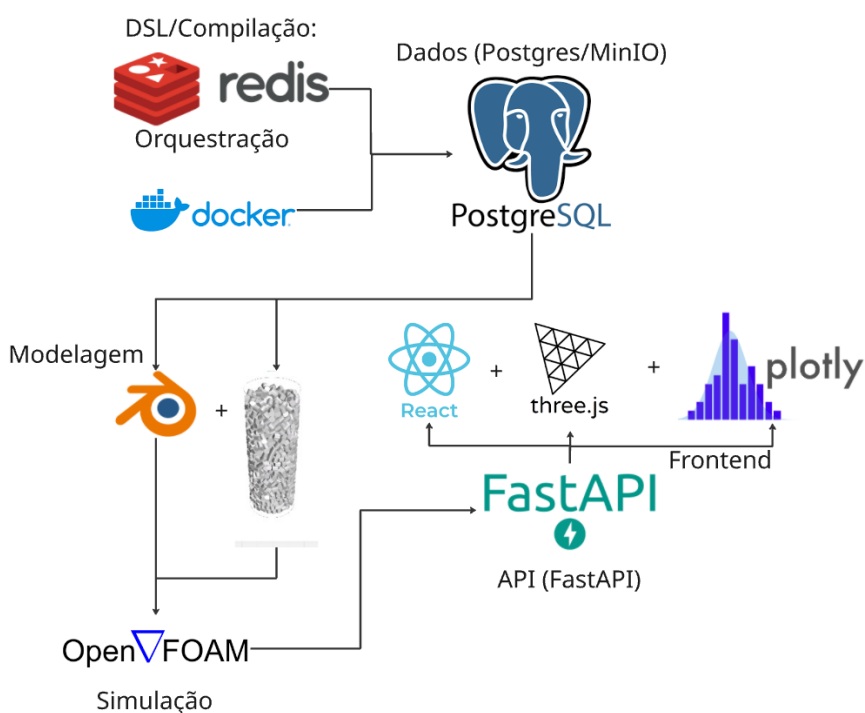 DSL/Compilação:
redis
Orquestração
docker
Dados (Postgres/MinIO)
PostgreSQL
Modelagem
+
React
+
three.js
+
plotly
Frontend
FastAPI
API (FastAPI)
OpenFOAM
Simulação